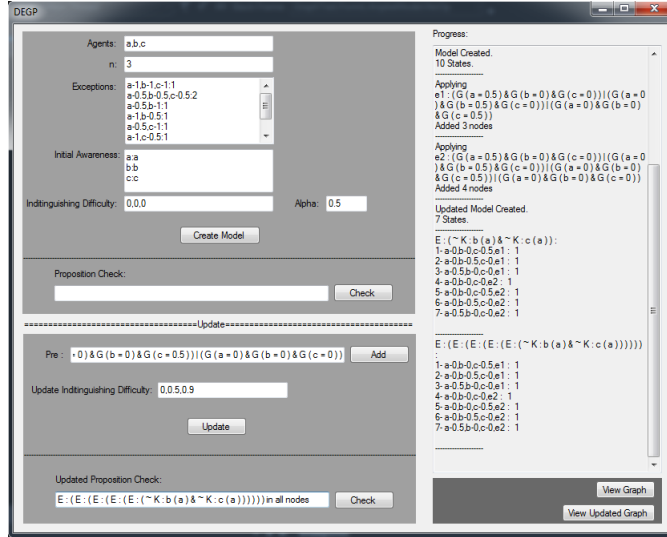 DEGP
Agents: a,b,c
n: 3
Exceptions: a-1,b-1,c-1:1
a-0.5,b-0.5,c-0.5:2
a-0.5,b-1:1
a-1,b-0.5:1
a-0.5,c-1:1
a-1,c-0.5:1
Initial Awareness: a:a
b:b
c:c
Inditinguishing Difficulty: 0,0,0 Alpha: 0.5
Create Model
Proposition Check:
Check
Update
Pre : = 0 ) & G ( b = 0 ) & G ( c = 0.5 ) ) | ( G ( a = 0 ) & G ( b = 0 ) & G ( c = 0 ) ) Add
Update Inditinguishing Difficulty: 0,0.5,0.9
Update
Updated Proposition Check:
E : ( E : ( E : ( E : ( E : ( ~ K : b ( a ) & ~ K : c ( a ) ) ) ) ) ) in all nodes Check
Progress:
Model Created.
10 States.
--------------------
Applying
e1 : ( G ( a = 0.5 ) & G ( b = 0 ) & G ( c = 0 ) ) | ( G ( a = 0
) & G ( b = 0.5 ) & G ( c = 0 ) ) | ( G ( a = 0 ) & G ( b = 0 )
& G ( c = 0.5 ) )
Added 3 nodes
--------------------
Applying
e2 : ( G ( a = 0.5 ) & G ( b = 0 ) & G ( c = 0 ) ) | ( G ( a = 0
) & G ( b = 0.5 ) & G ( c = 0 ) ) | ( G ( a = 0 ) & G ( b = 0 )
& G ( c = 0.5 ) ) | ( G ( a = 0 ) & G ( b = 0 ) & G ( c = 0 ) )
Added 4 nodes
--------------------
Updated Model Created.
7 States.
--------------------
E : ( ~ K : b ( a ) & ~ K : c ( a ) ) :
1- a-0,b-0,c-0.5,e1 : 1
2- a-0,b-0.5,c-0,e1 : 1
3- a-0.5,b-0,c-0,e1 : 1
4- a-0,b-0,c-0,e2 : 1
5- a-0,b-0,c-0.5,e2 : 1
6- a-0,b-0.5,c-0,e2 : 1
7- a-0.5,b-0,c-0,e2 : 1
--------------------
E : ( E : ( E : ( E : ( E : ( ~ K : b ( a ) & ~ K : c ( a ) ) ) ) ) )
:
1- a-0,b-0,c-0.5,e1 : 1
2- a-0,b-0.5,c-0,e1 : 1
3- a-0.5,b-0,c-0,e1 : 1
4- a-0,b-0,c-0,e2 : 1
5- a-0,b-0,c-0.5,e2 : 1
6- a-0,b-0.5,c-0,e2 : 1
7- a-0.5,b-0,c-0,e2 : 1
--------------------
View Graph
View Updated Graph